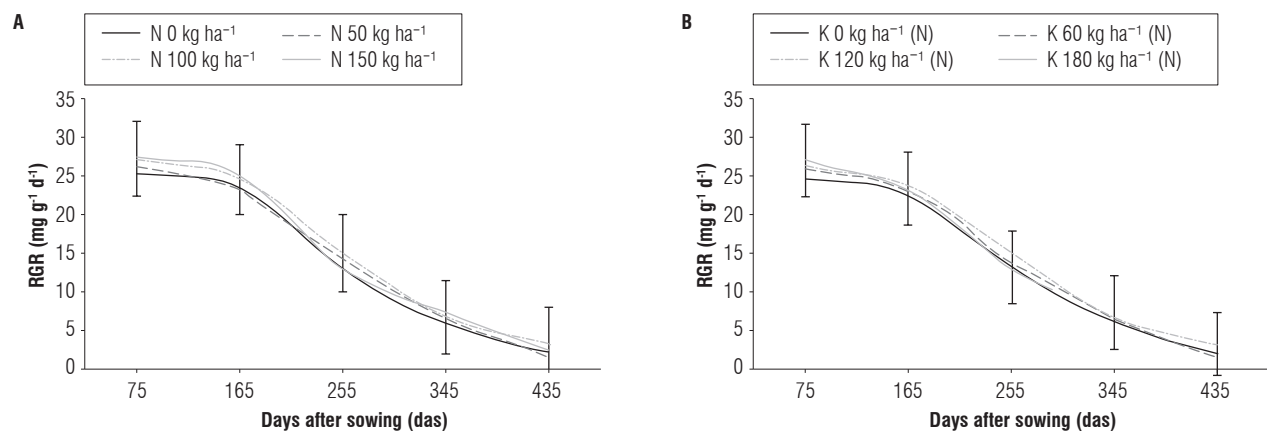 A
N 0 kg ha⁻¹ N 50 kg ha⁻¹
N 100 kg ha⁻¹ N 150 kg ha⁻¹
35
30
25
20
15
10
5
0
RGR (mg g⁻¹ d⁻¹)
75 165 255 345 435
Days after sowing (das)
B
K 0 kg ha⁻¹ (N) K 60 kg ha⁻¹ (N)
K 120 kg ha⁻¹ (N) K 180 kg ha⁻¹ (N)
35
30
25
20
15
10
5
0
RGR (mg g⁻¹ d⁻¹)
75 165 255 345 435
Days after sowing (das)